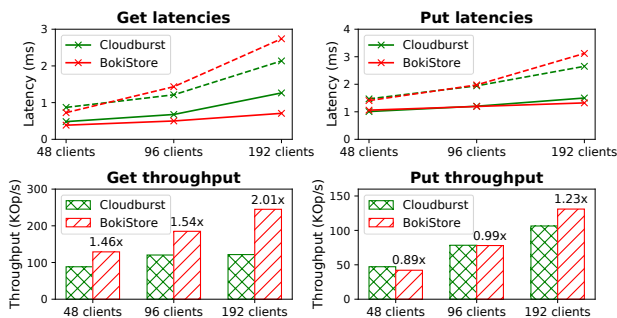 Get latencies
Latency (ms)
3
2
1
0
Cloudburst
BokiStore
48 clients
96 clients
192 clients
Put latencies
Latency (ms)
4
3
2
1
0
Cloudburst
BokiStore
48 clients
96 clients
192 clients
Get throughput
Throughput (KOp/s)
300
200
100
0
Cloudburst
BokiStore
1.46x
1.54x
2.01x
48 clients
96 clients
192 clients
Put throughput
Throughput (KOp/s)
150
100
50
0
Cloudburst
BokiStore
0.89x
0.99x
1.23x
48 clients
96 clients
192 clients